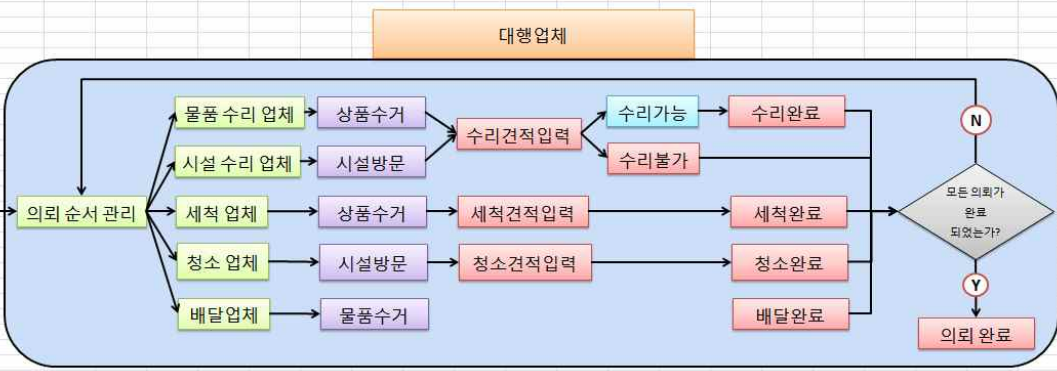 대행업체
물품 수리 업체
상품수거
수리견적입력
수리가능
수리완료
N
시설 수리 업체
시설방문
수리불가
의뢰 순서 관리
세척 업체
상품수거
세척견적입력
세척완료
모든 의뢰가
완료
되었는가?
청소 업체
시설방문
청소견적입력
청소완료
Y
배달업체
물품수거
배달완료
의뢰 완료